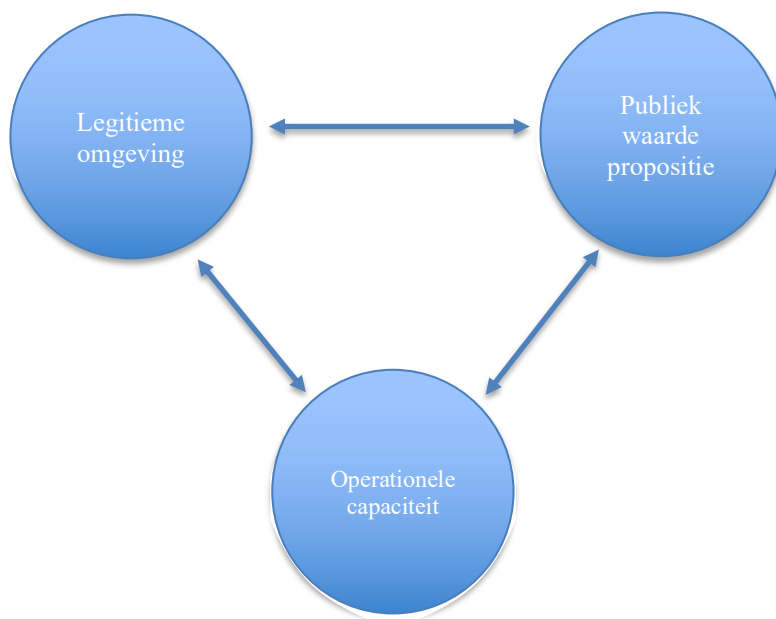 Legitieme
omgeving
Publiek
waarde
propositie
Operationele
capaciteit